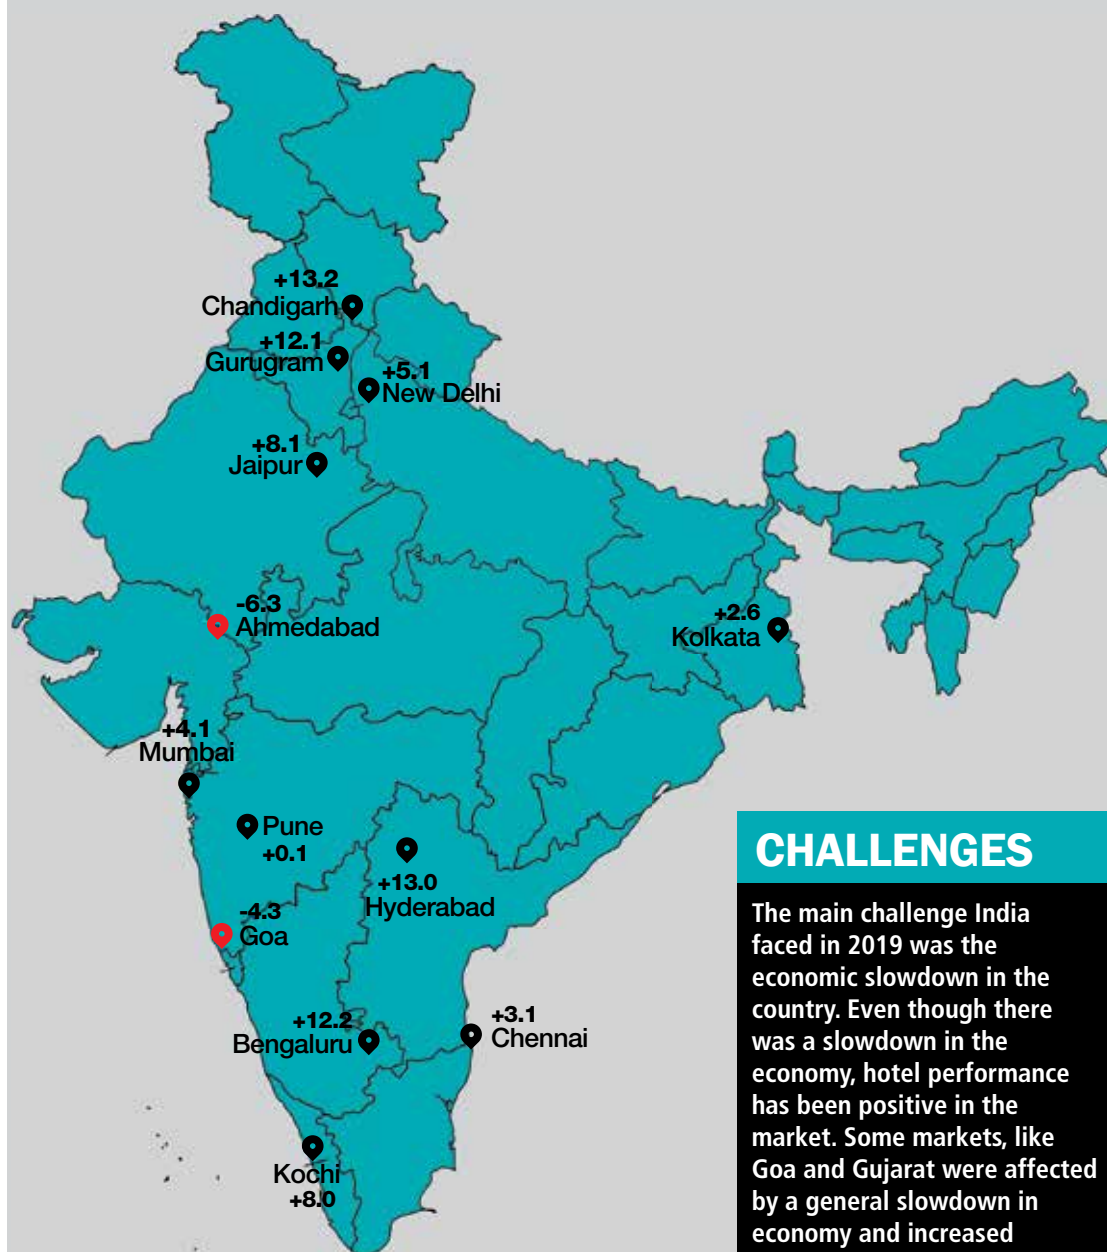 +13.2
Chandigarh
+12.1
Gurugram
+5.1
New Delhi
+8.1
Jaipur
-6.3
Ahmedabad
+2.6
Kolkata
+4.1
Mumbai
Pune
+0.1
+13.0
Hyderabad
-4.3
Goa
+12.2
Bengaluru
+3.1
Chennai
Kochi
+8.0
CHALLENGES
The main challenge India
faced in 2019 was the
economic slowdown in the
country. Even though there
was a slowdown in the
economy, hotel performance
has been positive in the
market. Some markets, like
Goa and Gujarat were affected
by a general slowdown in
economy and increased